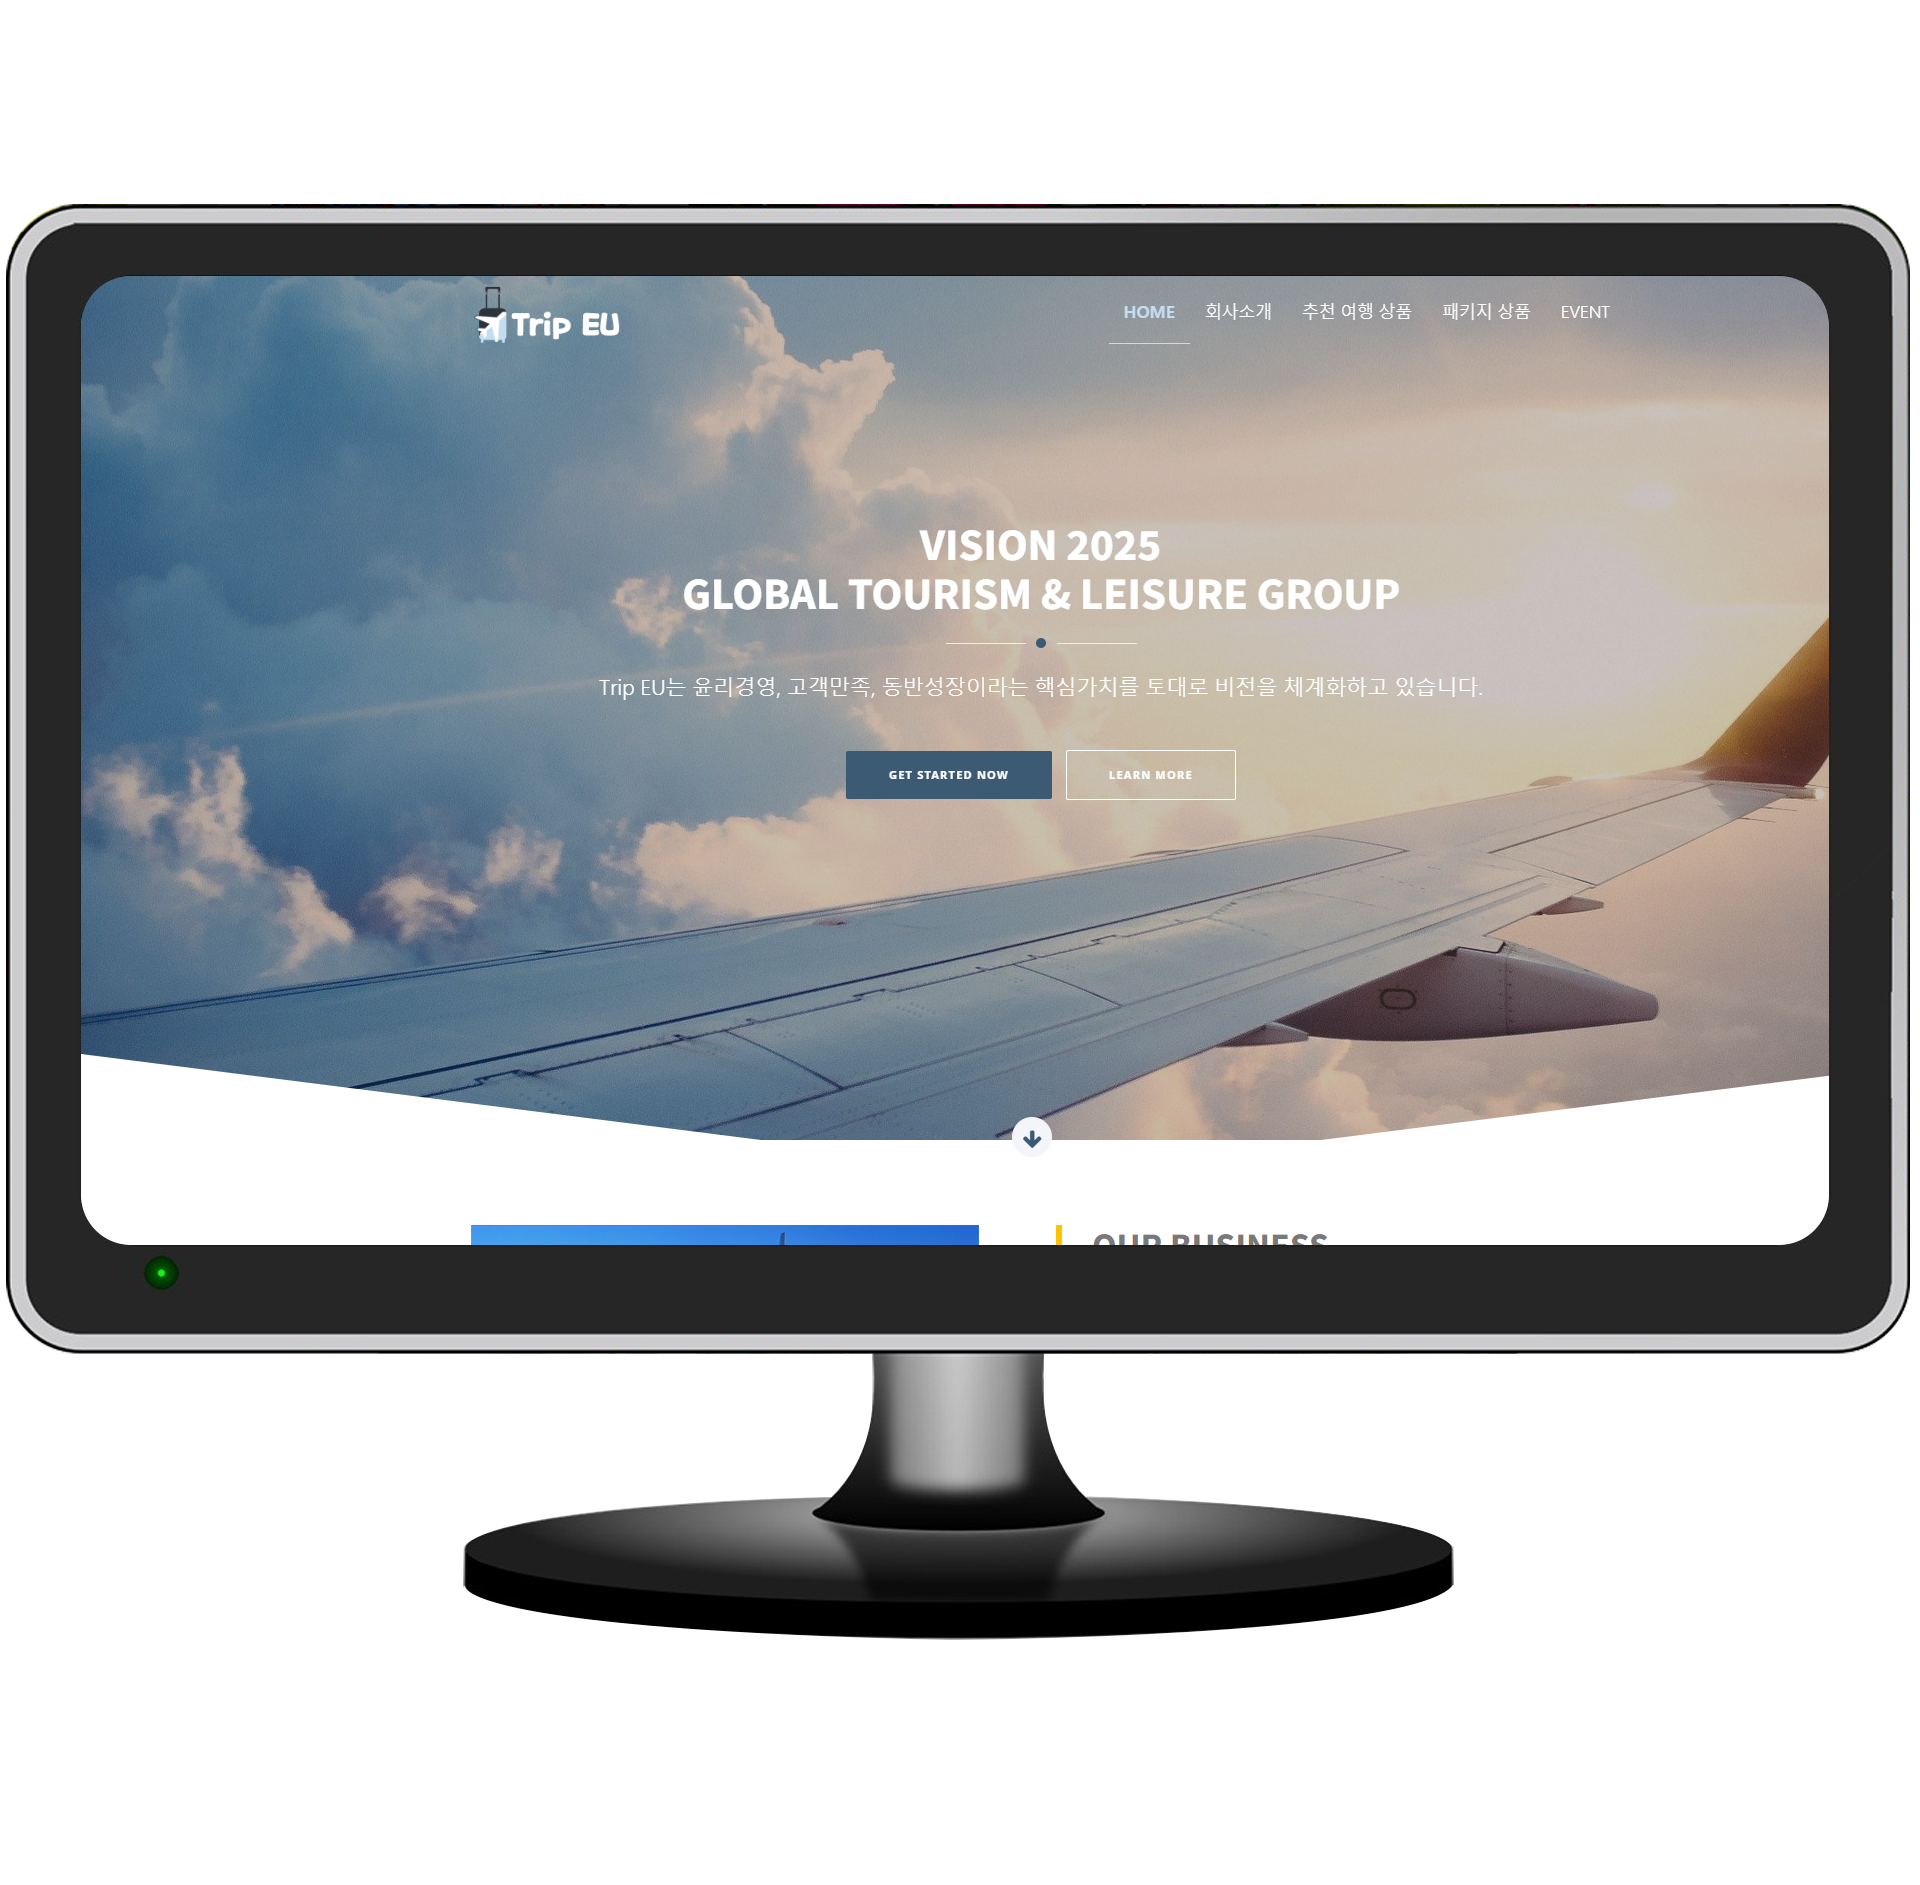 Trip EU
HOME 회사소개 추천 여행 상품 패키지 상품 EVENT
VISION 2025
GLOBAL TOURISM & LEISURE GROUP
Trip EU는 윤리경영, 고객만족, 동반성장이라는 핵심가치를 토대로 비전을 체계화하고 있습니다.
GET STARTED NOW LEARN MORE
OUR BUSINESS